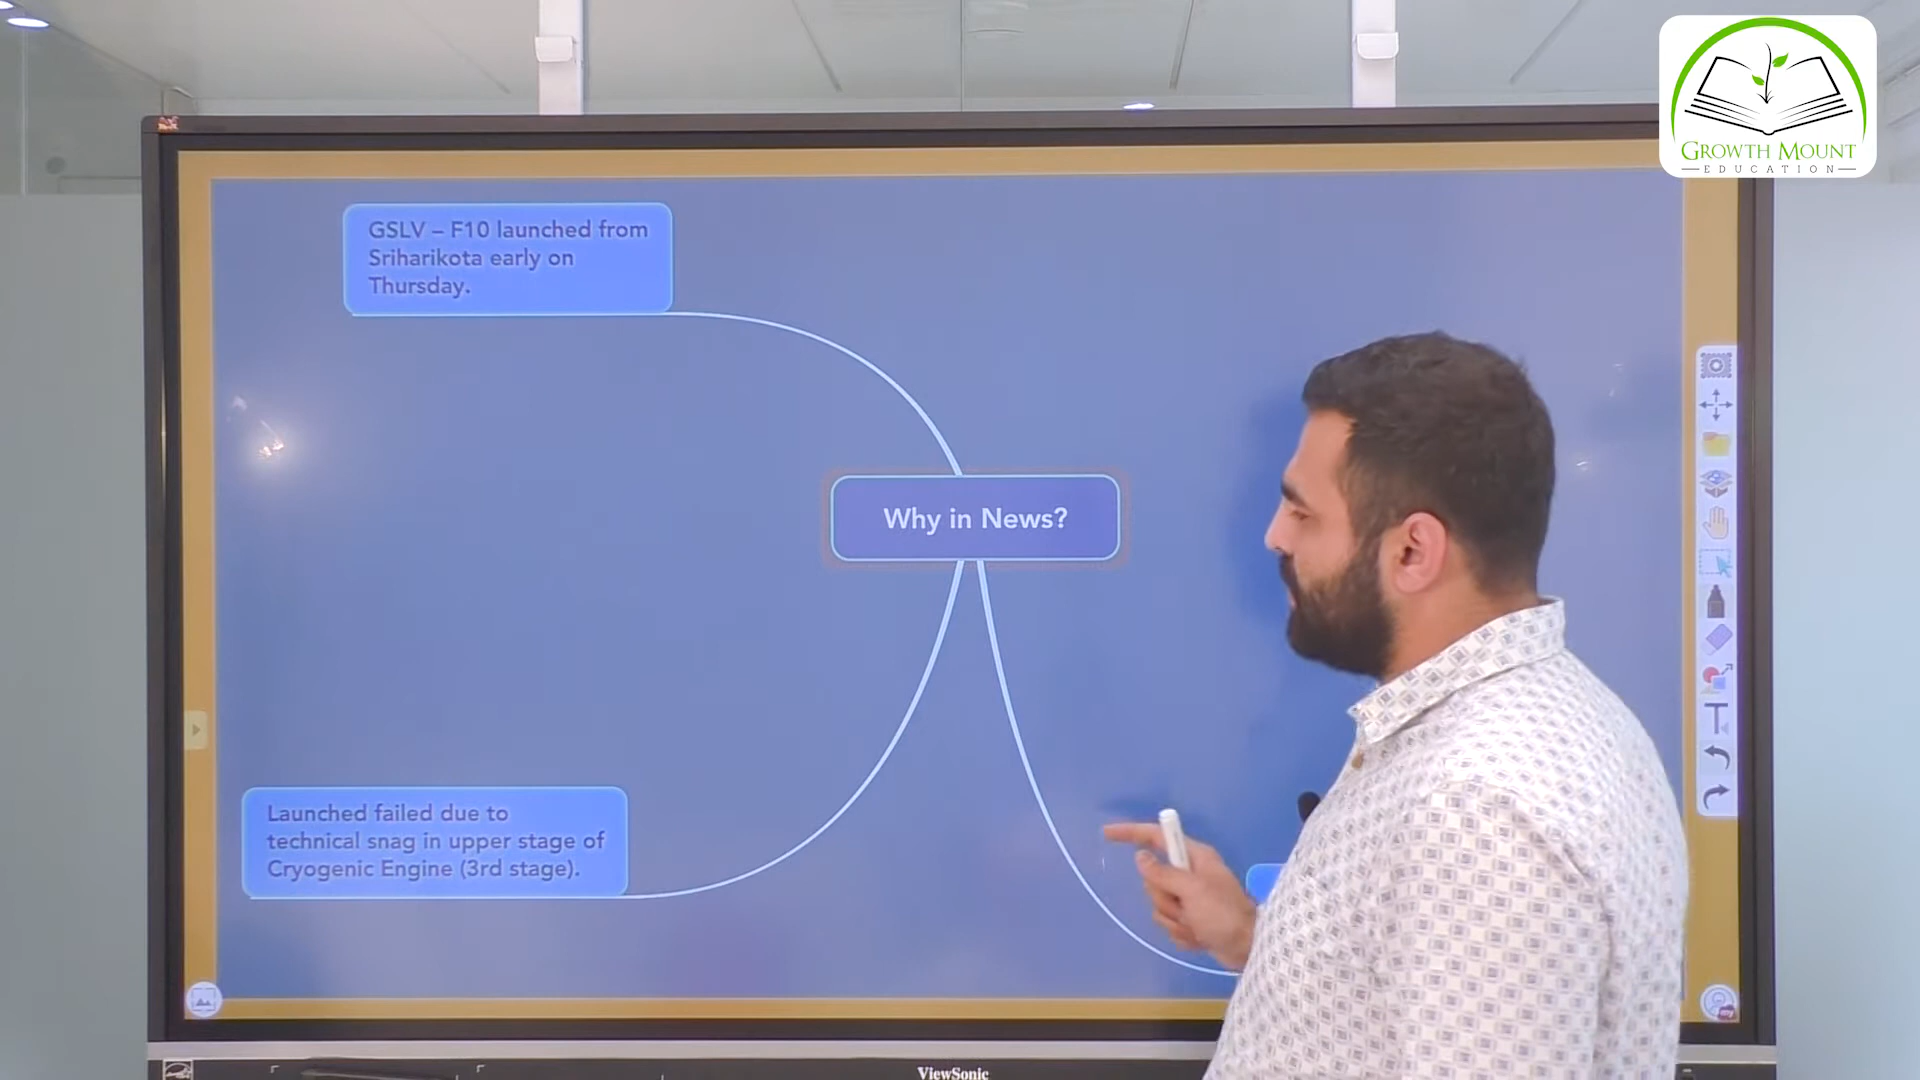 GROWTH MOUNT
EDUCATION
GSLV – F10 launched from
Sriharikota early on
Thursday.
Why in News?
Launched failed due to
technical snag in upper stage of
Cryogenic Engine (3rd stage).
ViewSonic